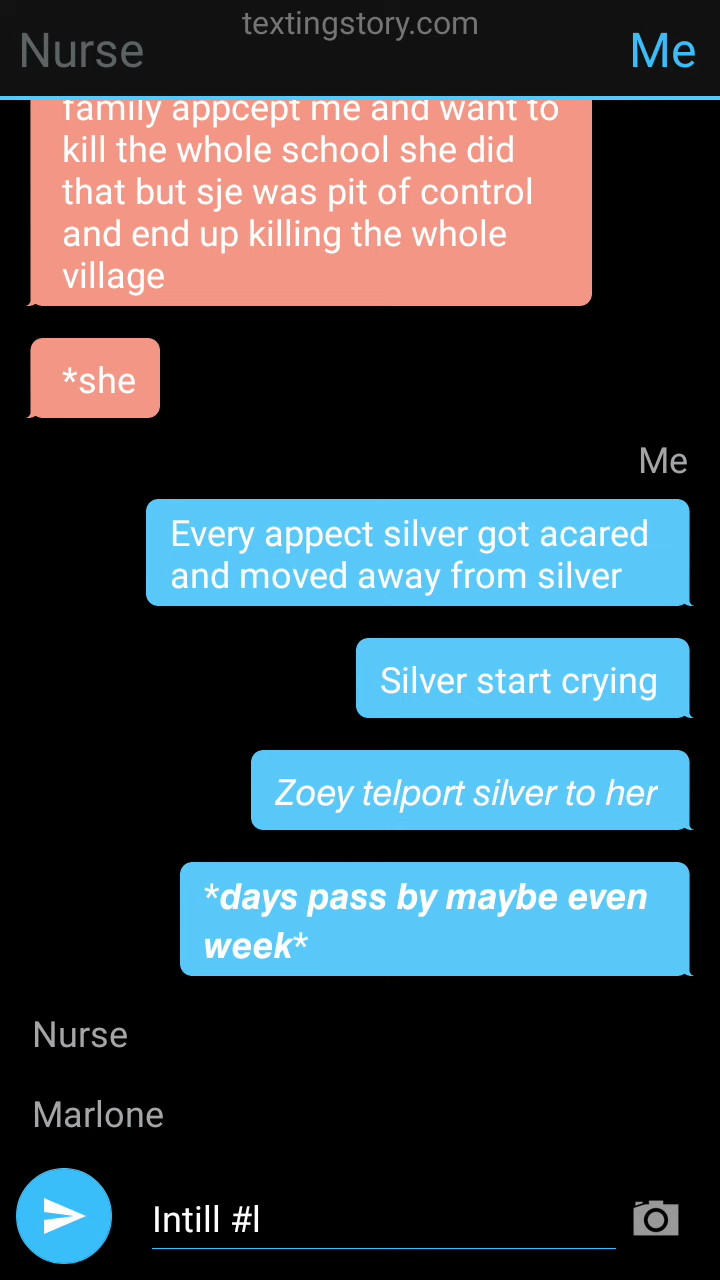 textingstory.com
Nurse
Me
family appcept me and want to
kill the whole school she did
that but sje was pit of control
and end up killing the whole
village
*she
Me
Every appect silver got acared
and moved away from silver
Silver start crying
Zoey telport silver to her
*days pass by maybe even
week*
Nurse
Marlone
Intill #l